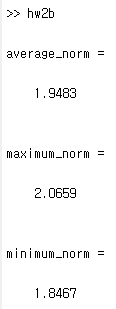 >> hw2b
average_norm =
1.9483
maximum_norm =
2.0659
minimum_norm =
1.8467